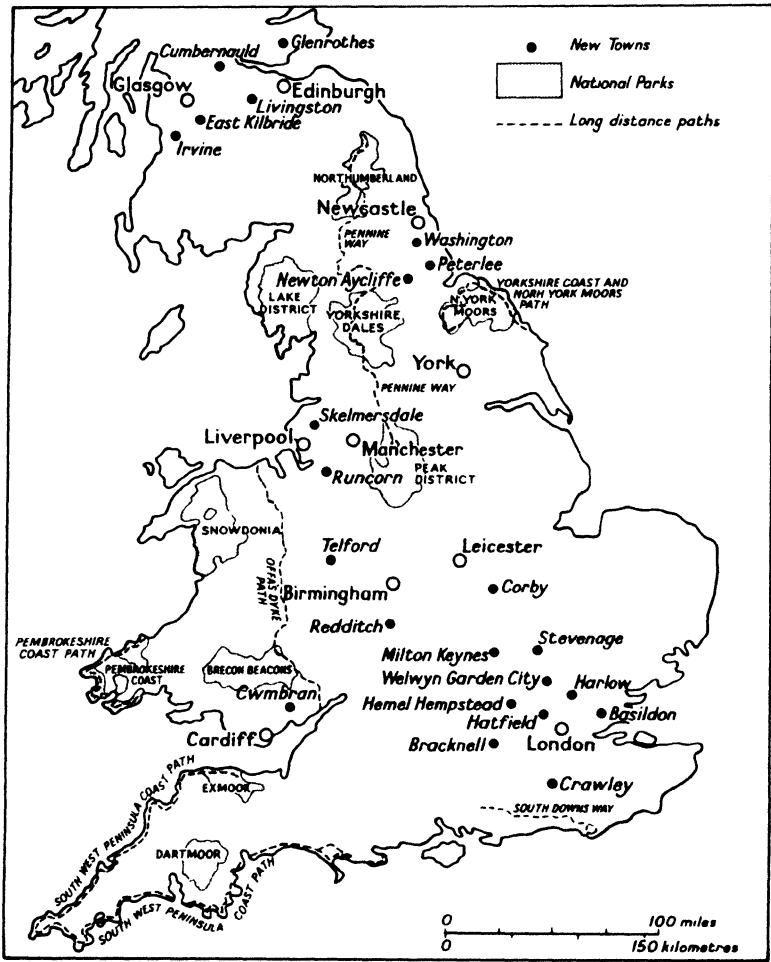 Glenrothes
Cumbernauld
Glasgow
Edinburgh
Livingston
East Kilbride
Irvine
New Towns
National Parks
Long distance paths
NORTHUMBERLAND
Newcastle
PENNINE
WAY
Washington
Peterlee
Newton Aycliffe
LAKE
DISTRICT
YORKSHIRE
DALES
N.YORK
MOORS
YORKSHIRE COAST AND
NORH YORK MOORS
PATH
York
PENNINE WAY
Skelmersdale
Liverpool
Manchester
Runcorn
PEAK
DISTRICT
SNOWDONIA
OFFAS DYKE
PATH
Telford
Leicester
Birmingham
Corby
Redditch
Stevenage
Milton Keynes
Welwyn Garden City
Harlow
Hemel Hempstead
Hatfield
Basildon
London
Bracknell
Crawley
SOUTH DOWNS WAY
PEMBROKESHIRE
COAST PATH
PEMBROKESHIRE
COAST
BRECON BEACONS
Cwmbran
Cardiff
EXMOOR
SOUTH WEST PENINSULA COAST PATH
DARTMOOR
SOUTH WEST PENINSULA
COAST PATH
0 100 miles
0 150 kilometres